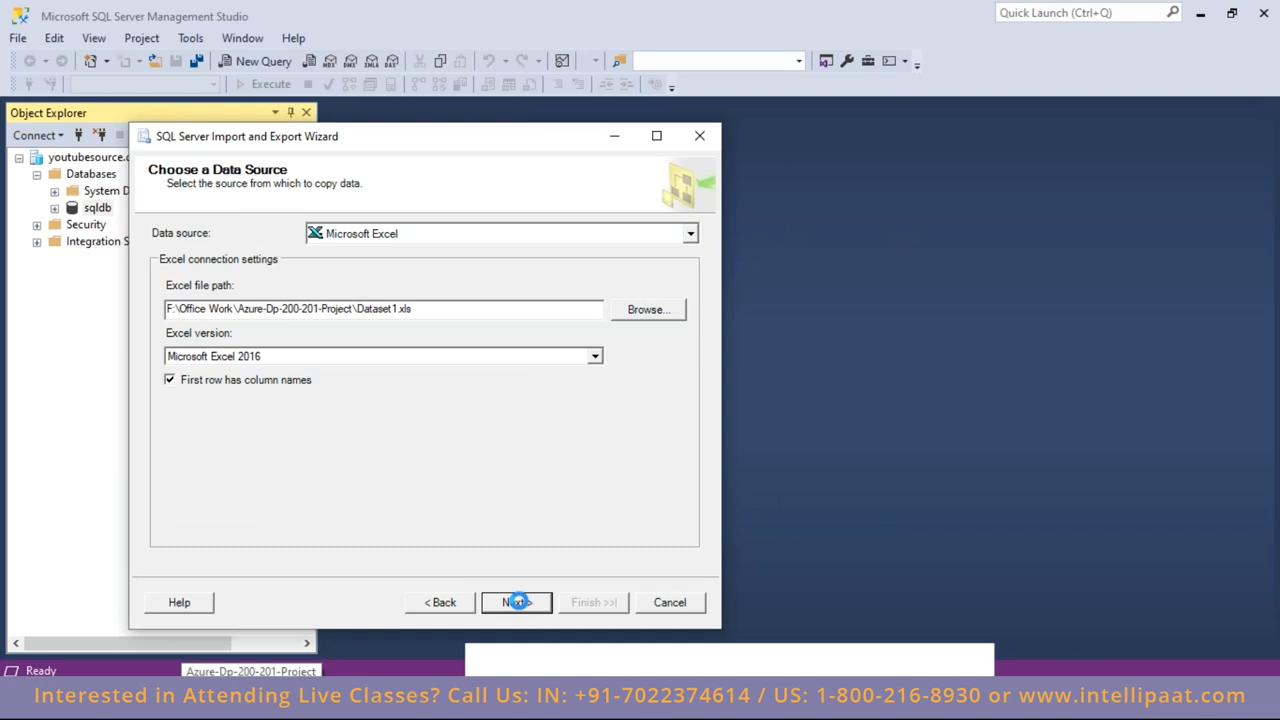 Microsoft SQL Server Management Studio
Quick Launch (Ctrl+Q)
File Edit View Project Tools Window Help
New Query
MDX DMX XMLA DAX
Execute
Object Explorer
Connect
youtubesource.
Databases
System D
sqldb
Security
Integration S
SQL Server Import and Export Wizard
Choose a Data Source
Select the source from which to copy data.
Data source:
Microsoft Excel
Excel connection settings
Excel file path:
F:\Office Work\Azure-Dp-200-201-Project\Dataset1.xls
Browse...
Excel version:
Microsoft Excel 2016
First row has column names
Help
< Back
Next >
Finish >>|
Cancel
Ready
Azure-Dp-200-201-Project
Interested in Attending Live Classes? Call Us: IN: +91-7022374614 / US: 1-800-216-8930 or www.intellipaat.com